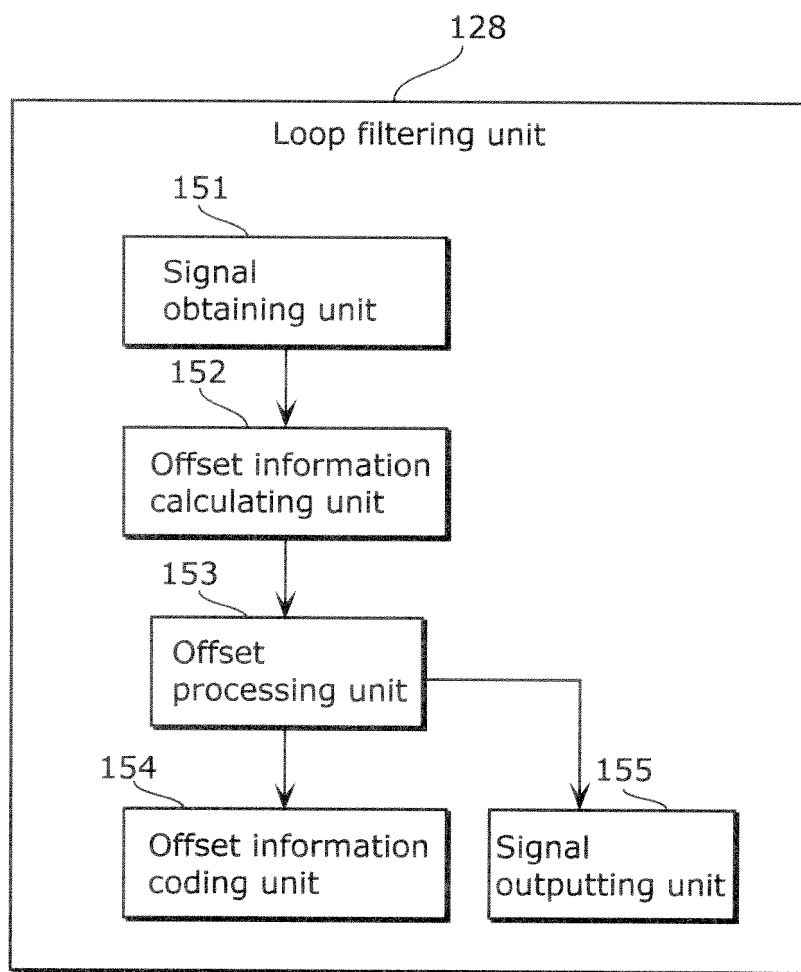 128
Loop filtering unit
151
Signal
obtaining unit
152
Offset information
calculating unit
153
Offset
processing unit
154
Offset information
coding unit
155
Signal
outputting unit